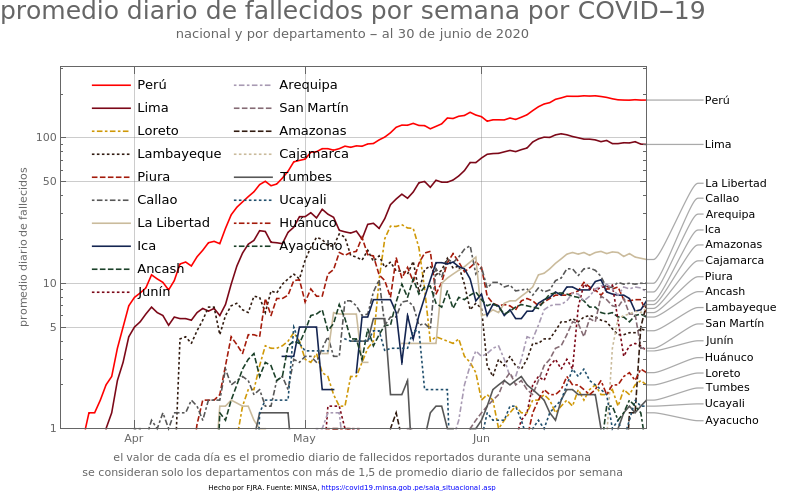 promedio diario de fallecidos por semana por COVID–19
nacional y por departamento – al 30 de junio de 2020
promedio diario de fallecidos
100
50
10
5
1
Apr
May
Jun
Perú
Lima
Loreto
Lambayeque
Piura
Callao
La Libertad
Ica
Ancash
Junín
Arequipa
San Martín
Amazonas
Cajamarca
Tumbes
Ucayali
Huánuco
Ayacucho
Perú
Lima
La Libertad
Callao
Arequipa
Ica
Amazonas
Cajamarca
Piura
Ancash
Lambayeque
San Martín
Junín
Huánuco
Loreto
Tumbes
Ucayali
Ayacucho
el valor de cada día es el promedio diario de fallecidos reportados durante una semana
se consideran solo los departamentos con más de 1,5 de promedio diario de fallecidos por semana
Hecho por FJRA. Fuente: MINSA, https://covid19.minsa.gob.pe/sala_situacional.asp